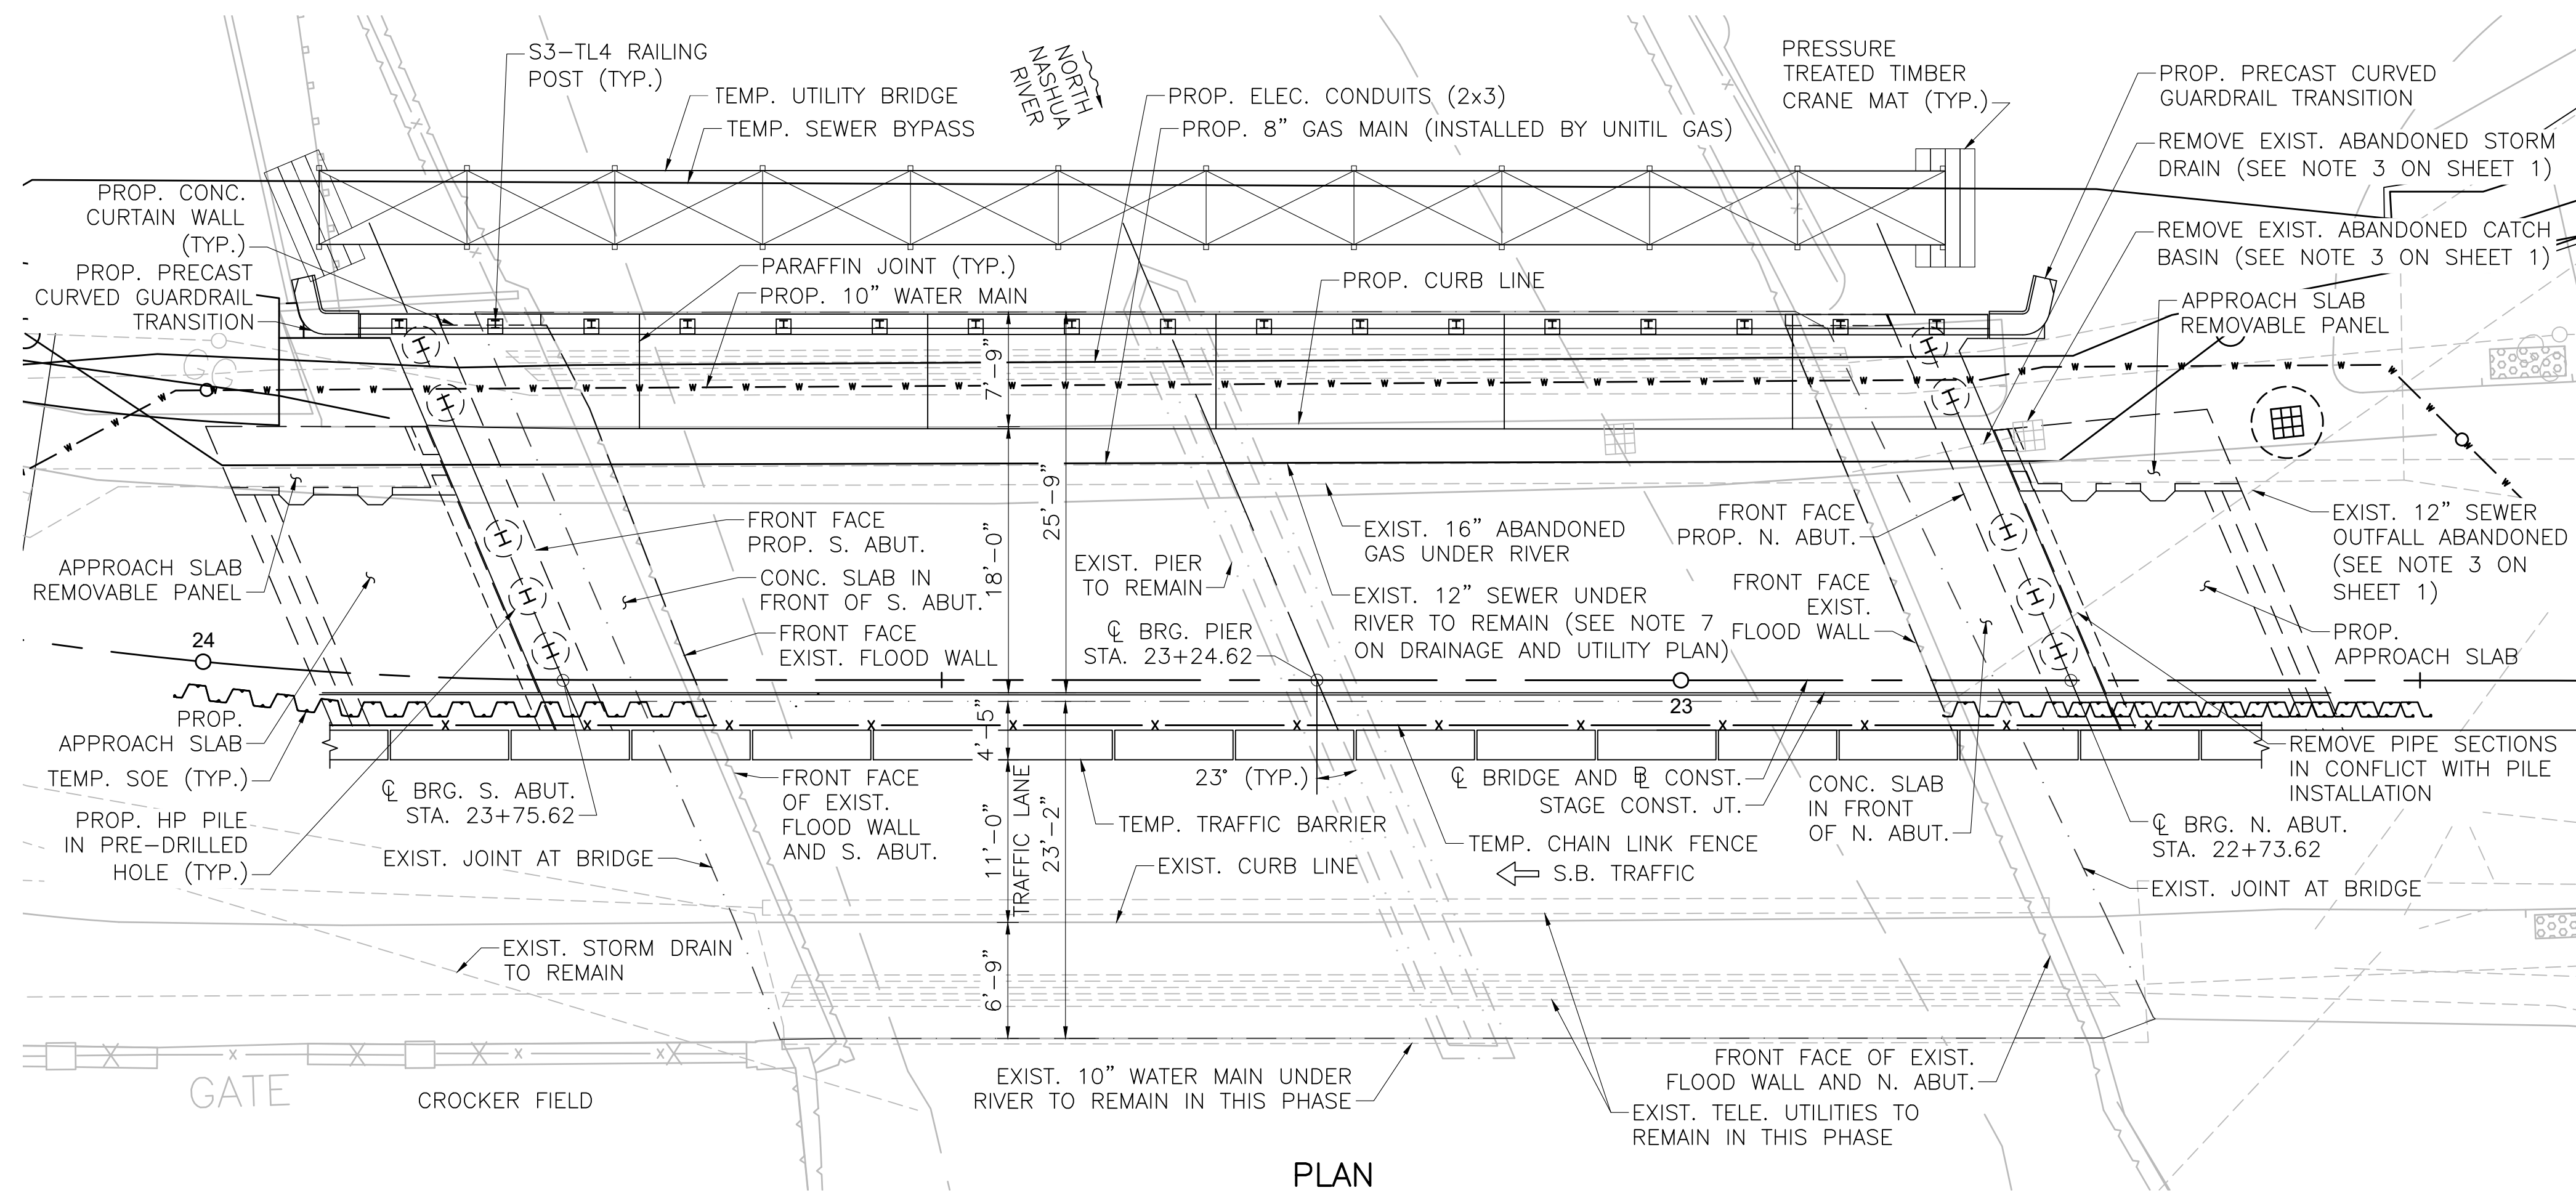 S3-TL4 RAILING
POST (TYP.)
TEMP. UTILITY BRIDGE
TEMP. SEWER BYPASS
NORTH
NASHUA
RIVER
PROP. ELEC. CONDUITS (2x3)
PROP. 8" GAS MAIN (INSTALLED BY UNITIL GAS)
PRESSURE
TREATED TIMBER
CRANE MAT (TYP.)
PROP. PRECAST CURVED
GUARDRAIL TRANSITION
REMOVE EXIST. ABANDONED STORM
DRAIN (SEE NOTE 3 ON SHEET 1)
REMOVE EXIST. ABANDONED CATCH
BASIN (SEE NOTE 3 ON SHEET 1)
APPROACH SLAB
REMOVABLE PANEL
PROP. CONC.
CURTAIN WALL
(TYP.)
PROP. PRECAST
CURVED GUARDRAIL
TRANSITION
PARAFFIN JOINT (TYP.)
PROP. 10" WATER MAIN
PROP. CURB LINE
7'-9"
25'-9"
18'-0"
APPROACH SLAB
REMOVABLE PANEL
FRONT FACE
PROP. S. ABUT.
CONC. SLAB IN
FRONT OF S. ABUT.
FRONT FACE
EXIST. FLOOD WALL
EXIST. PIER
TO REMAIN
℄ BRG. PIER
STA. 23+24.62
EXIST. 16" ABANDONED
GAS UNDER RIVER
EXIST. 12" SEWER UNDER
RIVER TO REMAIN (SEE NOTE 7
ON DRAINAGE AND UTILITY PLAN)
FRONT FACE
PROP. N. ABUT.
FRONT FACE
EXIST.
FLOOD WALL
EXIST. 12" SEWER
OUTFALL ABANDONED
(SEE NOTE 3 ON
SHEET 1)
PROP.
APPROACH SLAB
24
23
PROP.
APPROACH SLAB
TEMP. SOE (TYP.)
PROP. HP PILE
IN PRE-DRILLED
HOLE (TYP.)
℄ BRG. S. ABUT.
STA. 23+75.62
EXIST. JOINT AT BRIDGE
FRONT FACE
OF EXIST.
FLOOD WALL
AND S. ABUT.
4'-5"
11'-0"
TRAFFIC LANE
23'-2"
6'-9"
23° (TYP.)
TEMP. TRAFFIC BARRIER
EXIST. CURB LINE
℄ BRIDGE AND ⅊ CONST.
STAGE CONST. JT.
TEMP. CHAIN LINK FENCE
S.B. TRAFFIC
CONC. SLAB
IN FRONT
OF N. ABUT.
REMOVE PIPE SECTIONS
IN CONFLICT WITH PILE
INSTALLATION
℄ BRG. N. ABUT.
STA. 22+73.62
EXIST. JOINT AT BRIDGE
EXIST. STORM DRAIN
TO REMAIN
GATE
CROCKER FIELD
EXIST. 10" WATER MAIN UNDER
RIVER TO REMAIN IN THIS PHASE
FRONT FACE OF EXIST.
FLOOD WALL AND N. ABUT.
EXIST. TELE. UTILITIES TO
REMAIN IN THIS PHASE
PLAN